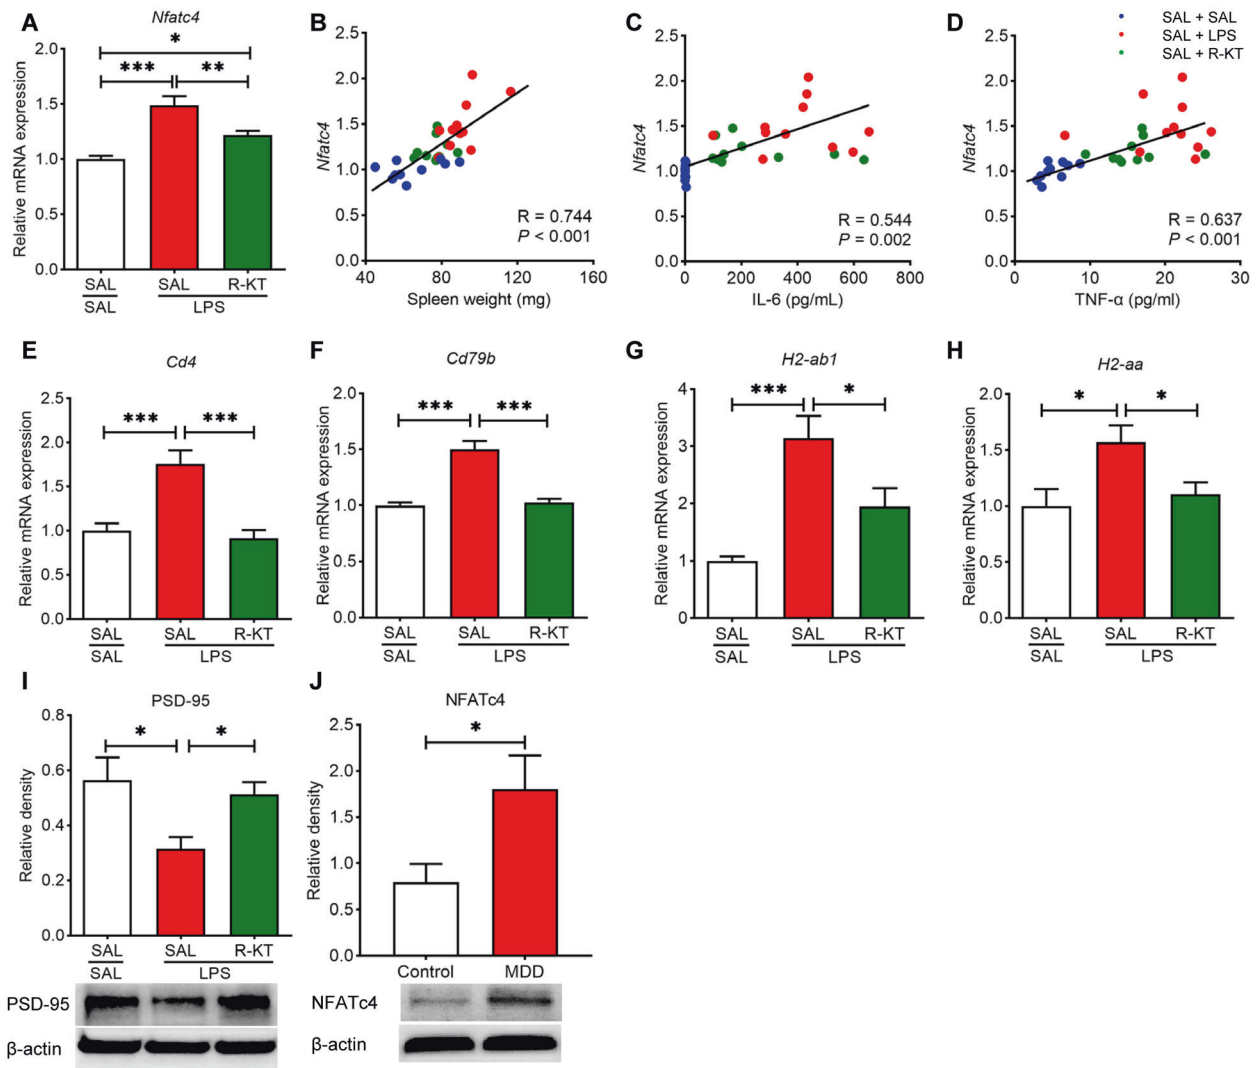 A
Nfatc4
Relative mRNA expression
2.0
1.5
1.0
0.5
0.0
*
***
**
SAL
SAL
R-KT
SAL
LPS
B
Nfatc4
2.5
2.0
1.5
1.0
0.5
0.0
R = 0.744
P < 0.001
40
80
120
160
Spleen weight (mg)
C
Nfatc4
2.5
2.0
1.5
1.0
0.5
0.0
R = 0.544
P = 0.002
0
200
400
600
800
IL-6 (pg/mL)
D
SAL + SAL
SAL + LPS
SAL + R-KT
Nfatc4
2.5
2.0
1.5
1.0
0.5
0.0
R = 0.637
P < 0.001
0
10
20
30
TNF-α (pg/ml)
E
Cd4
Relative mRNA expression
2.5
2.0
1.5
1.0
0.5
0.0
***
***
SAL
SAL
R-KT
SAL
LPS
F
Cd79b
Relative mRNA expression
2.0
1.5
1.0
0.5
0.0
***
***
SAL
SAL
R-KT
SAL
LPS
G
H2-ab1
Relative mRNA expression
4
3
2
1
0
***
*
SAL
SAL
R-KT
SAL
LPS
H
H2-aa
Relative mRNA expression
2.0
1.5
1.0
0.5
0.0
*
*
SAL
SAL
R-KT
SAL
LPS
I
PSD-95
Relative density
0.8
0.6
0.4
0.2
0.0
*
*
SAL
SAL
R-KT
SAL
LPS
PSD-95
β-actin
J
NFATc4
Relative density
2.5
2.0
1.5
1.0
0.5
0.0
*
Control
MDD
NFATc4
β-actin